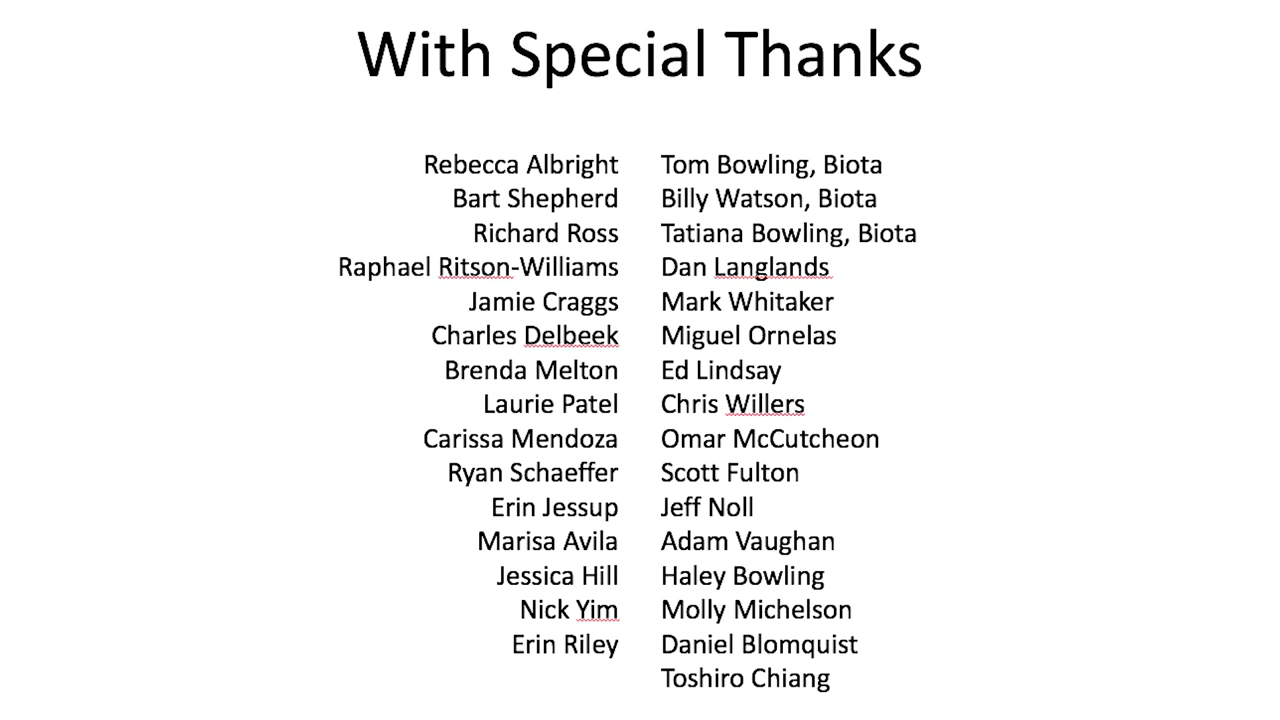 With Special Thanks
Rebecca Albright
Bart Shepherd
Richard Ross
Raphael Ritson-Williams
Jamie Craggs
Charles Delbeek
Brenda Melton
Laurie Patel
Carissa Mendoza
Ryan Schaeffer
Erin Jessup
Marisa Avila
Jessica Hill
Nick Yim
Erin Riley
Tom Bowling, Biota
Billy Watson, Biota
Tatiana Bowling, Biota
Dan Langlands
Mark Whitaker
Miguel Ornelas
Ed Lindsay
Chris Willers
Omar McCutcheon
Scott Fulton
Jeff Noll
Adam Vaughan
Haley Bowling
Molly Michelson
Daniel Blomquist
Toshiro Chiang